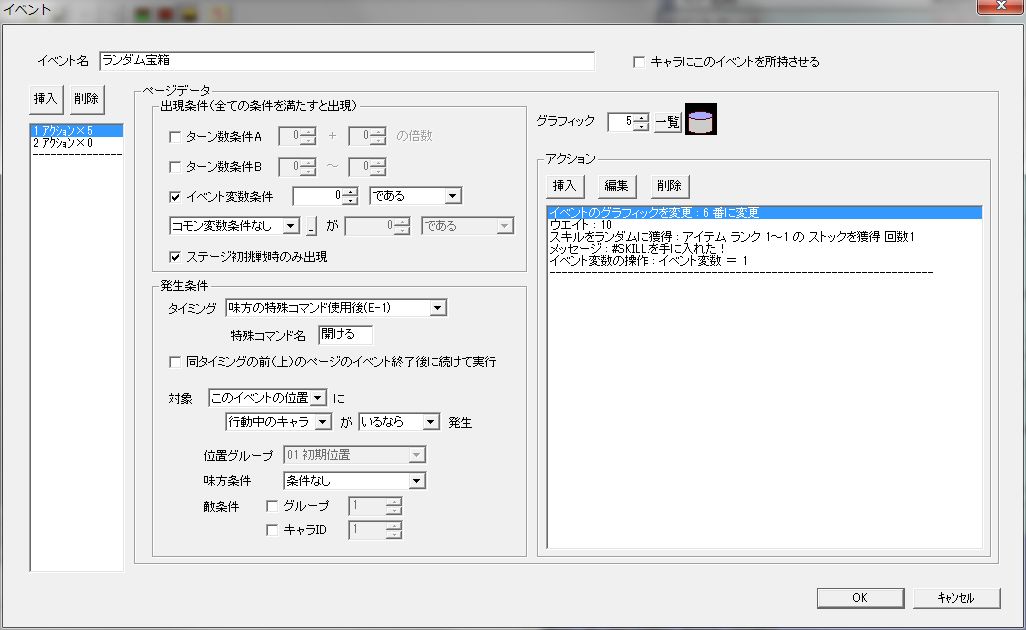 イベント
イベント名 ランダム宝箱
キャラにこのイベントを所持させる
挿入 削除
1 アクション×5
2 アクション×0
ページデータ
出現条件(全ての条件を満たすと出現)
ターン数条件A 0 + 0 の倍数
ターン数条件B 0 ～ 0
イベント変数条件 0 である
コモン変数条件なし _ が 0 である
ステージ初挑戦時のみ出現
発生条件
タイミング 味方の特殊コマンド使用後(E-1)
特殊コマンド名 開ける
同タイミングの前(上)のページのイベント終了後に続けて実行
対象 このイベントの位置 に
行動中のキャラ が いるなら 発生
位置グループ 01 初期位置
味方条件 条件なし
敵条件 グループ 1
キャラID 1
グラフィック 5 一覧
アクション
挿入 編集 削除
イベントのグラフィックを変更 : 6 番に変更
ウエイト : 10
スキルをランダムに獲得 : アイテム ランク 1～1 の ストックを獲得 回数1
メッセージ : #SKILLを手に入れた！
イベント変数の操作 : イベント変数 ＝ 1
OK キャンセル